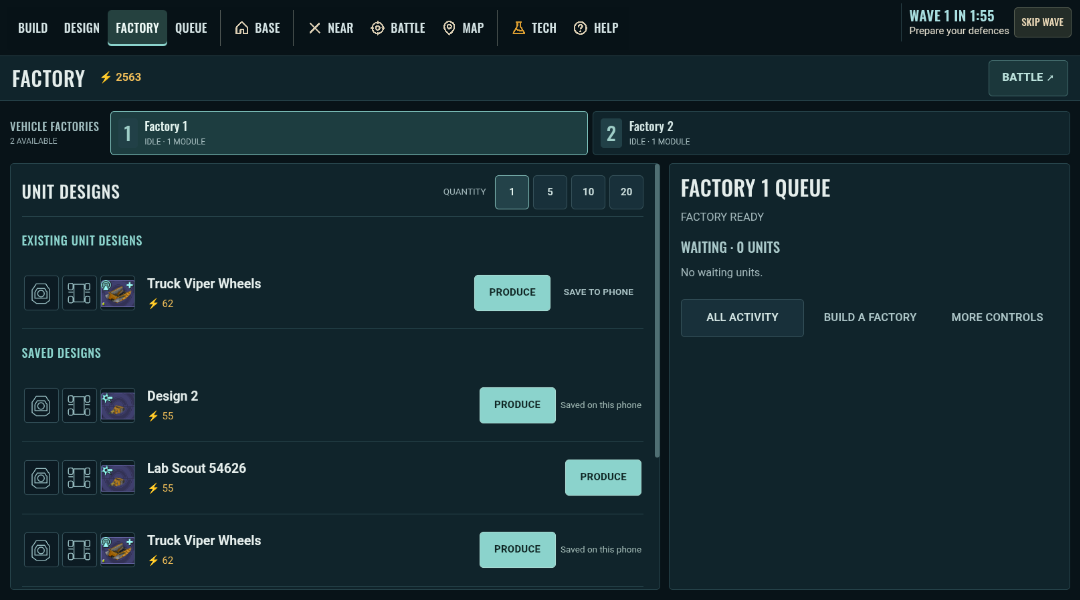 BUILD DESIGN FACTORY QUEUE BASE NEAR BATTLE MAP TECH HELP
WAVE 1 IN 1:55
Prepare your defences
SKIP WAVE
FACTORY
2563
BATTLE ↗
VEHICLE FACTORIES
2 AVAILABLE
1
Factory 1
IDLE · 1 MODULE
2
Factory 2
IDLE · 1 MODULE
UNIT DESIGNS
QUANTITY 1 5 10 20
EXISTING UNIT DESIGNS
Truck Viper Wheels
62
PRODUCE SAVE TO PHONE
SAVED DESIGNS
Design 2
55
PRODUCE Saved on this phone
Lab Scout 54626
55
PRODUCE
Truck Viper Wheels
62
PRODUCE Saved on this phone
FACTORY 1 QUEUE
FACTORY READY
WAITING · 0 UNITS
No waiting units.
ALL ACTIVITY BUILD A FACTORY MORE CONTROLS